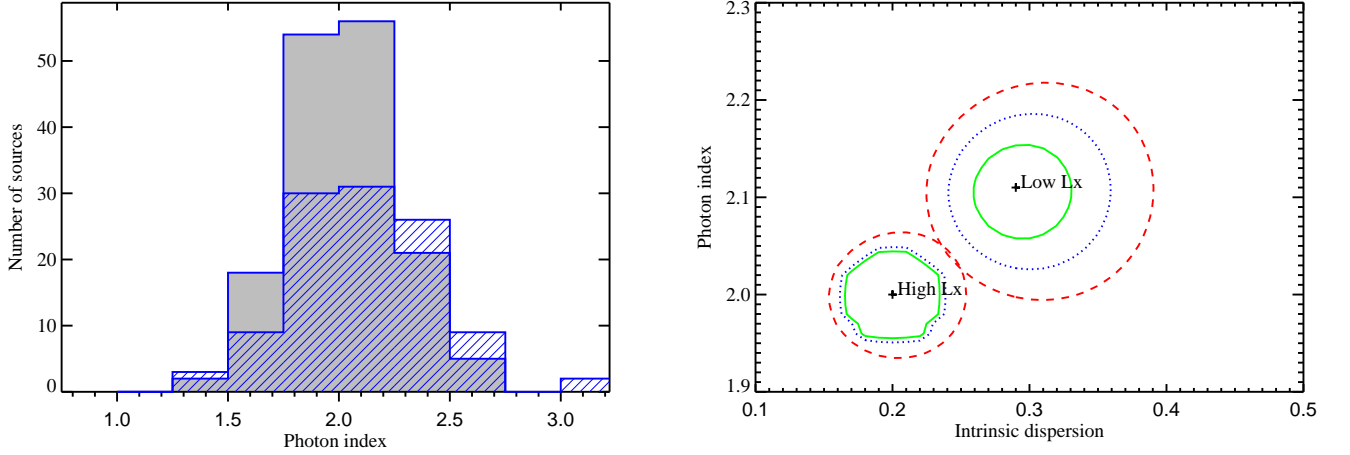 Number of sources
50
40
30
20
10
0
1.0 1.5 2.0 2.5 3.0
Photon index
Photon index
2.3
2.2
2.1
2.0
1.9
Low Lx
High Lx
0.1 0.2 0.3 0.4 0.5
Intrinsic dispersion